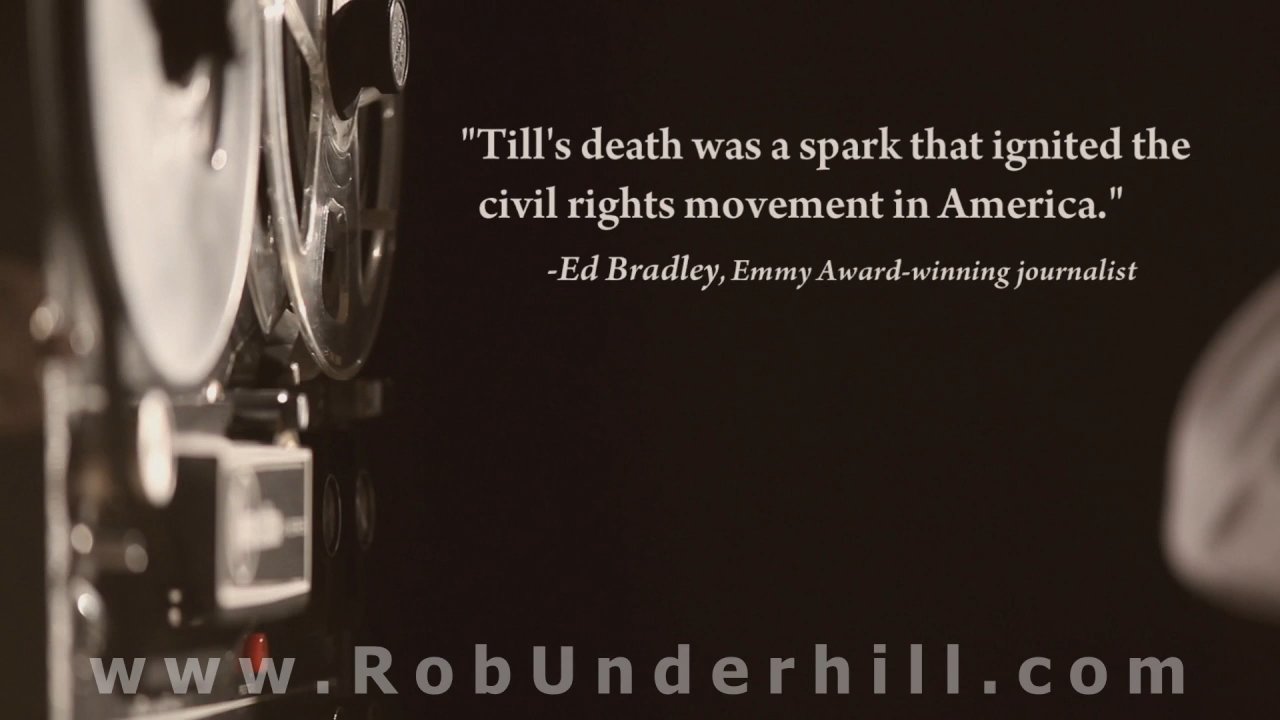 "Till's death was a spark that ignited the
civil rights movement in America."
-Ed Bradley, Emmy Award-winning journalist
www.RobUnderhill.com